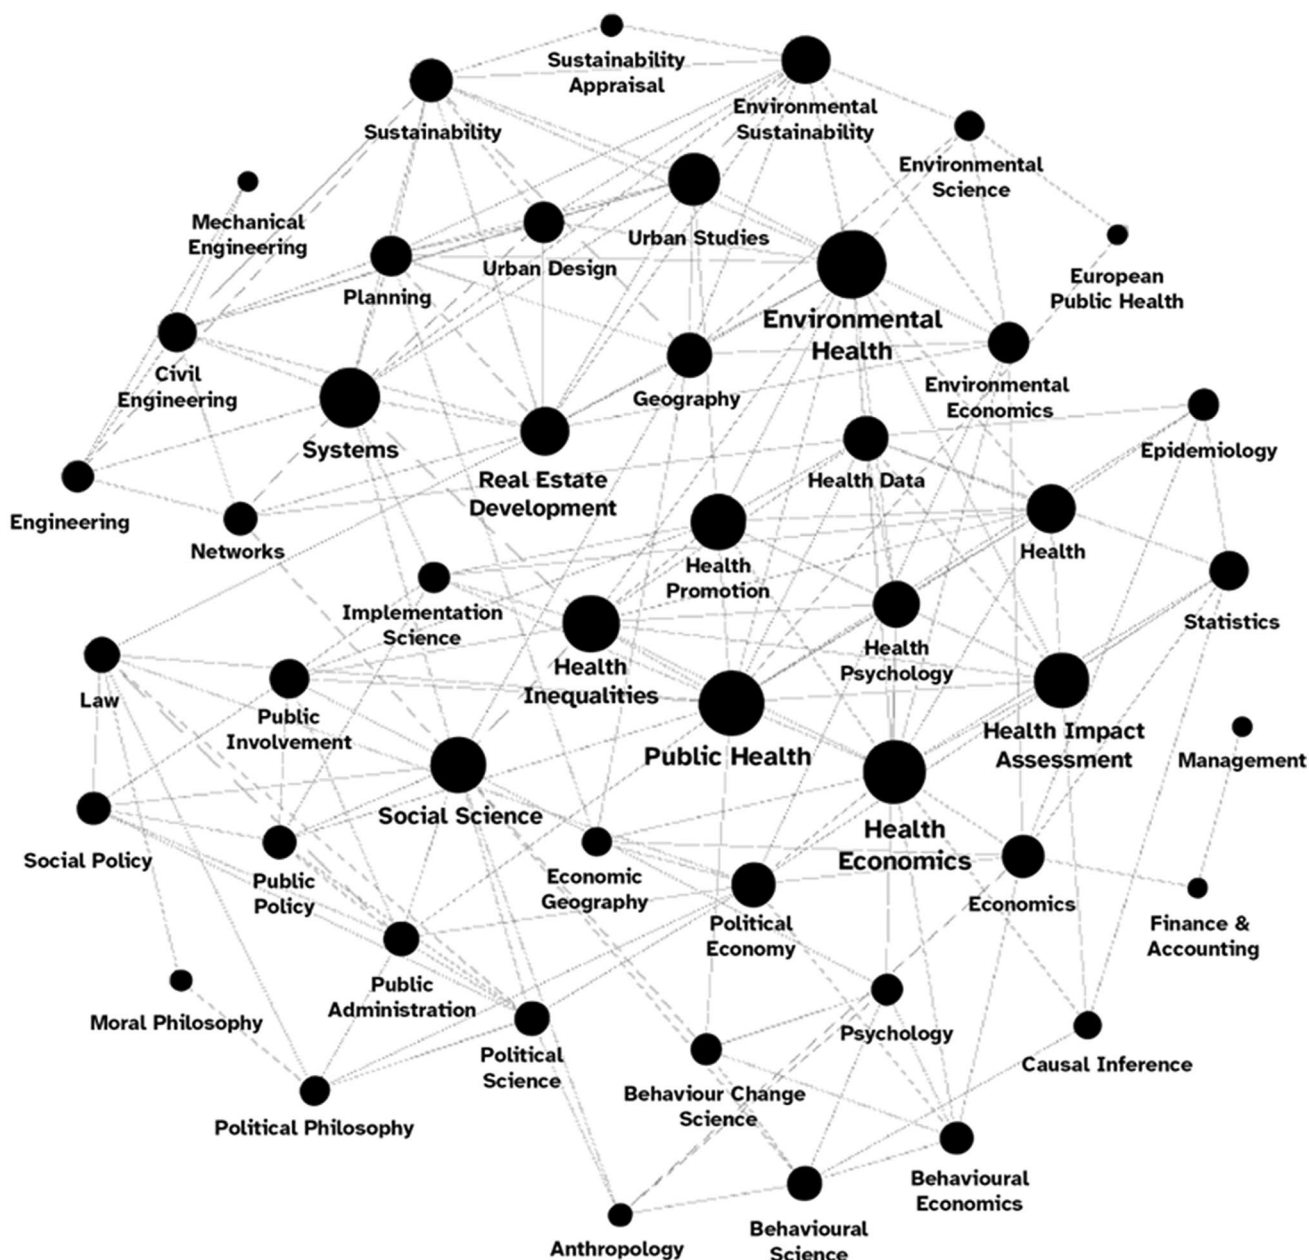 Sustainability
Appraisal
Sustainability
Environmental
Sustainability
Environmental
Science
Mechanical
Engineering
Urban Studies
Urban Design
Planning
European
Public Health
Environmental
Health
Civil
Engineering
Geography
Environmental
Economics
Systems
Epidemiology
Real Estate
Development
Health Data
Engineering
Networks
Health
Health
Promotion
Implementation
Science
Statistics
Health
Inequalities
Health
Psychology
Law
Public
Involvement
Public Health
Health Impact
Assessment
Management
Social Science
Health
Economics
Social Policy
Public
Policy
Economic
Geography
Political
Economy
Economics
Finance &
Accounting
Public
Administration
Moral Philosophy
Psychology
Political
Science
Causal Inference
Behaviour Change
Science
Political Philosophy
Behavioural
Economics
Anthropology
Behavioural
Science